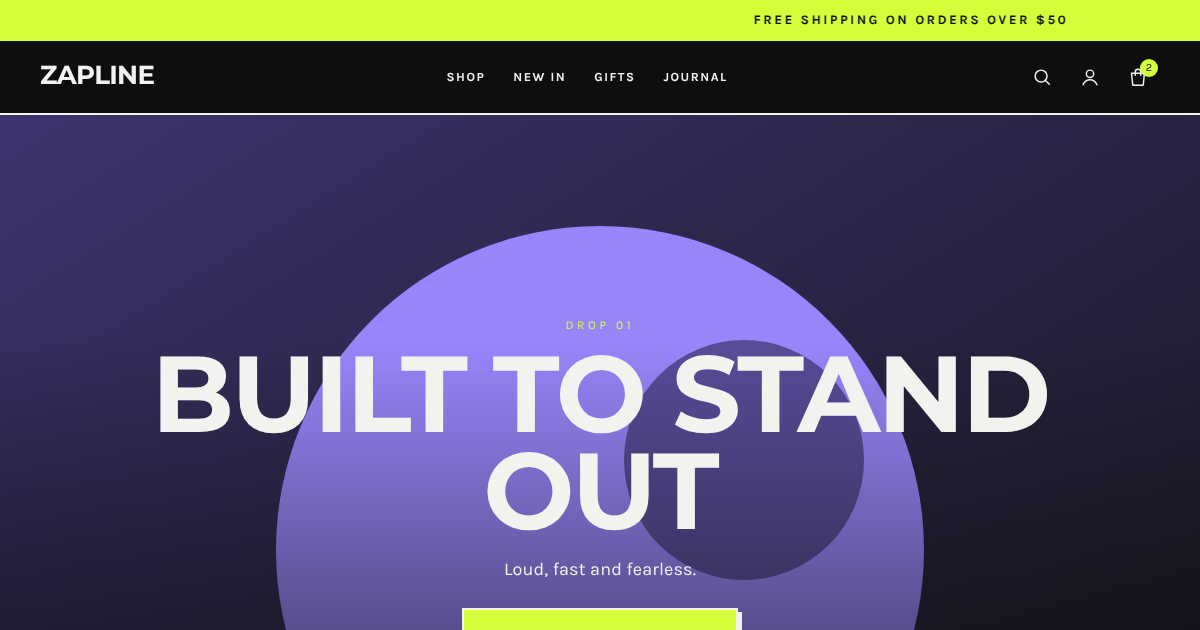 FREE SHIPPING ON ORDERS OVER $50
ZAPLINE
SHOP NEW IN GIFTS JOURNAL
2
DROP 01
BUILT TO STAND
OUT
Loud, fast and fearless.